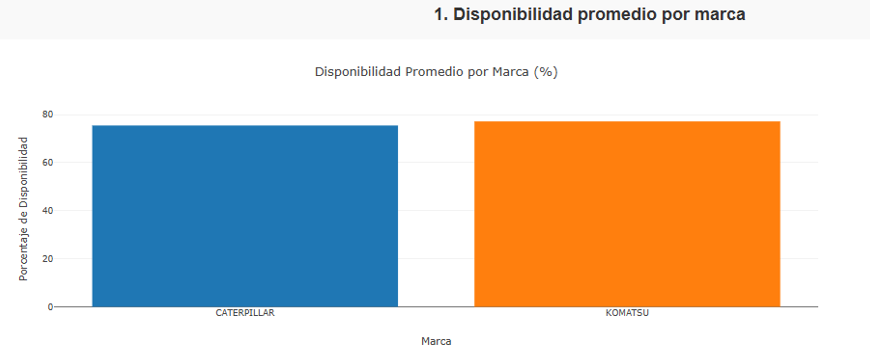 1. Disponibilidad promedio por marca
Disponibilidad Promedio por Marca (%)
Porcentaje de Disponibilidad
80
60
40
20
0
CATERPILLAR
KOMATSU
Marca